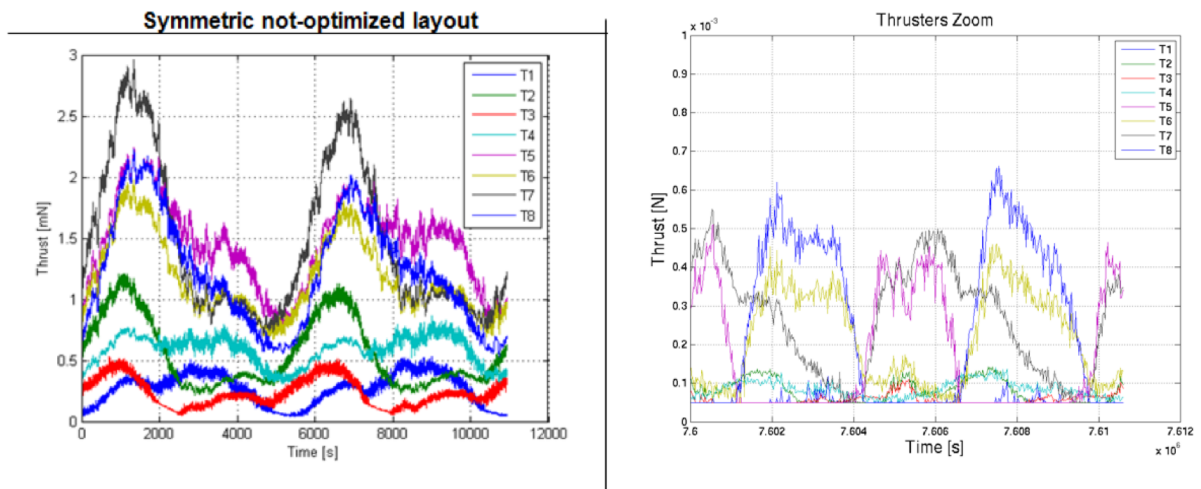 Symmetric not-optimized layout
3
2.5
2
1.5
1
0.5
0
Thrust [mN]
T1
T2
T3
T4
T5
T6
T7
T8
0 2000 4000 6000 8000 10000 12000
Time [s]
Thrusters Zoom
x 10⁻³
1
0.9
0.8
0.7
0.6
0.5
0.4
0.3
0.2
0.1
0
Thrust [N]
T1
T2
T3
T4
T5
T6
T7
T8
7.6 7.602 7.604 7.606 7.608 7.61 7.612
Time [s]
x 10⁶